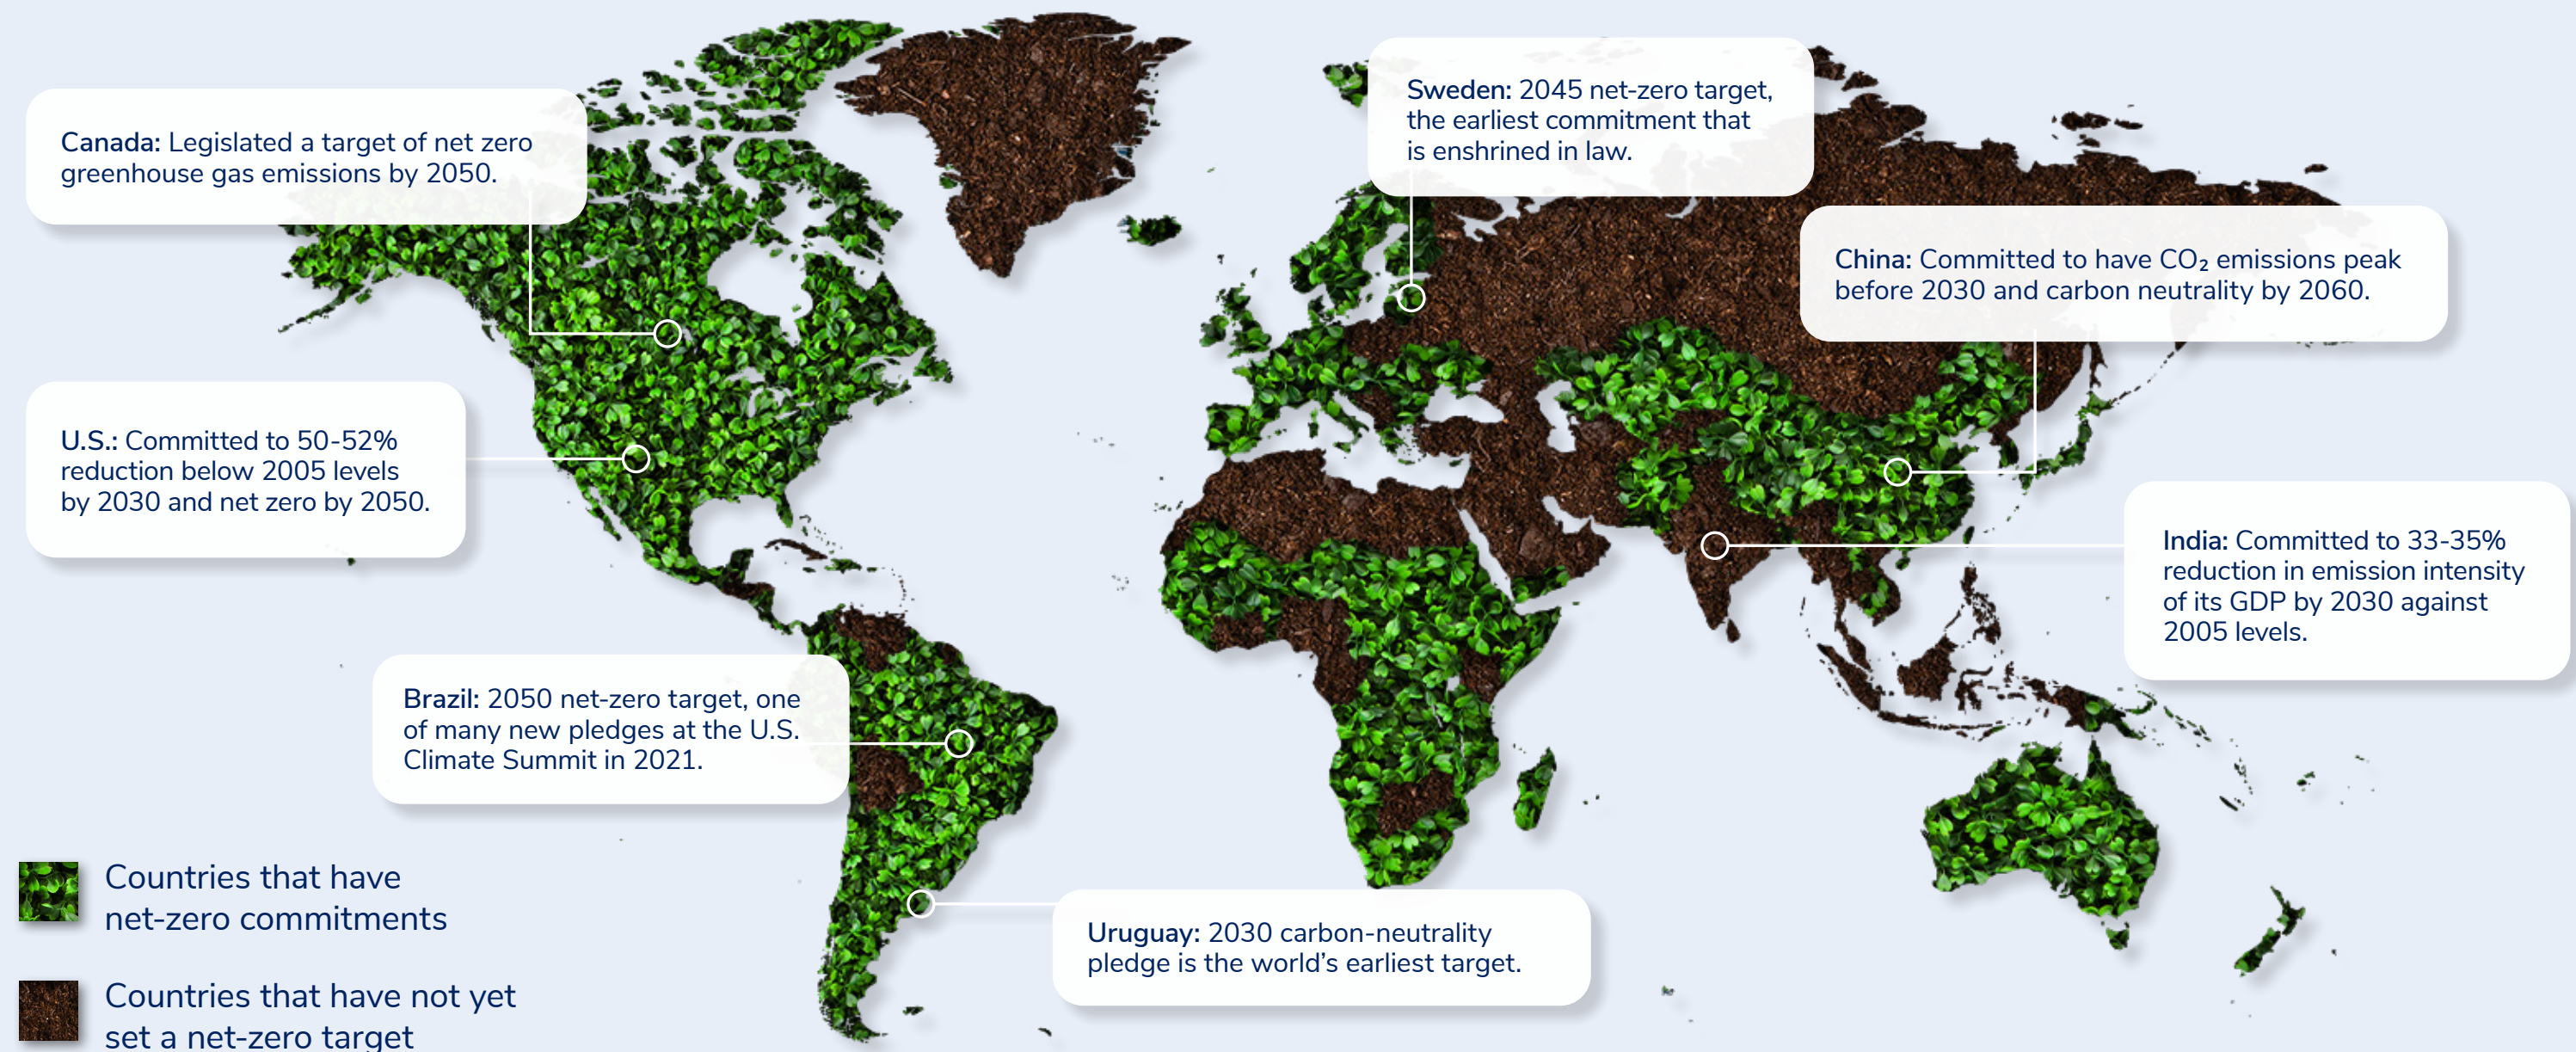 Canada: Legislated a target of net zero
greenhouse gas emissions by 2050.
Sweden: 2045 net-zero target,
the earliest commitment that
is enshrined in law.
China: Committed to have CO₂ emissions peak
before 2030 and carbon neutrality by 2060.
U.S.: Committed to 50-52%
reduction below 2005 levels
by 2030 and net zero by 2050.
India: Committed to 33-35%
reduction in emission intensity
of its GDP by 2030 against
2005 levels.
Brazil: 2050 net-zero target, one
of many new pledges at the U.S.
Climate Summit in 2021.
Uruguay: 2030 carbon-neutrality
pledge is the world’s earliest target.
Countries that have
net-zero commitments
Countries that have not yet
set a net-zero target